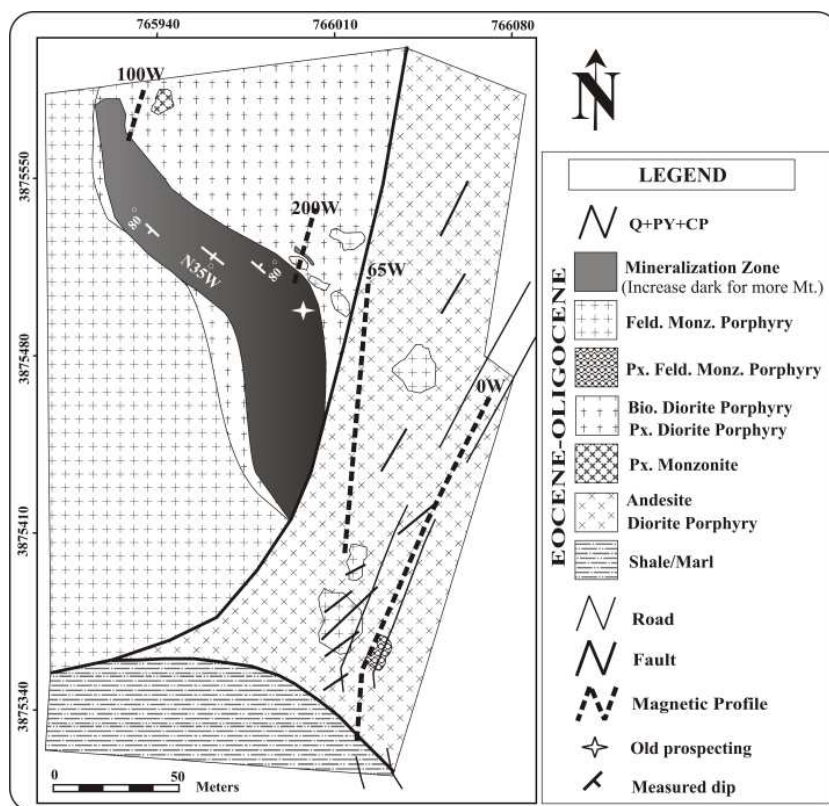 765940 766010 766080
3875550
3875480
3875410
3875340
100W
200W
65W
0W
80
N35W
80
0 50
Meters
N
LEGEND
EOCENE-OLIGOCENE
Q+PY+CP
Mineralization Zone
(Increase dark for more Mt.)
Feld. Monz. Porphyry
Px. Feld. Monz. Porphyry
Bio. Diorite Porphyry
Px. Diorite Porphyry
Px. Monzonite
Andesite
Diorite Porphyry
Shale/Marl
Road
Fault
Magnetic Profile
Old prospecting
Measured dip